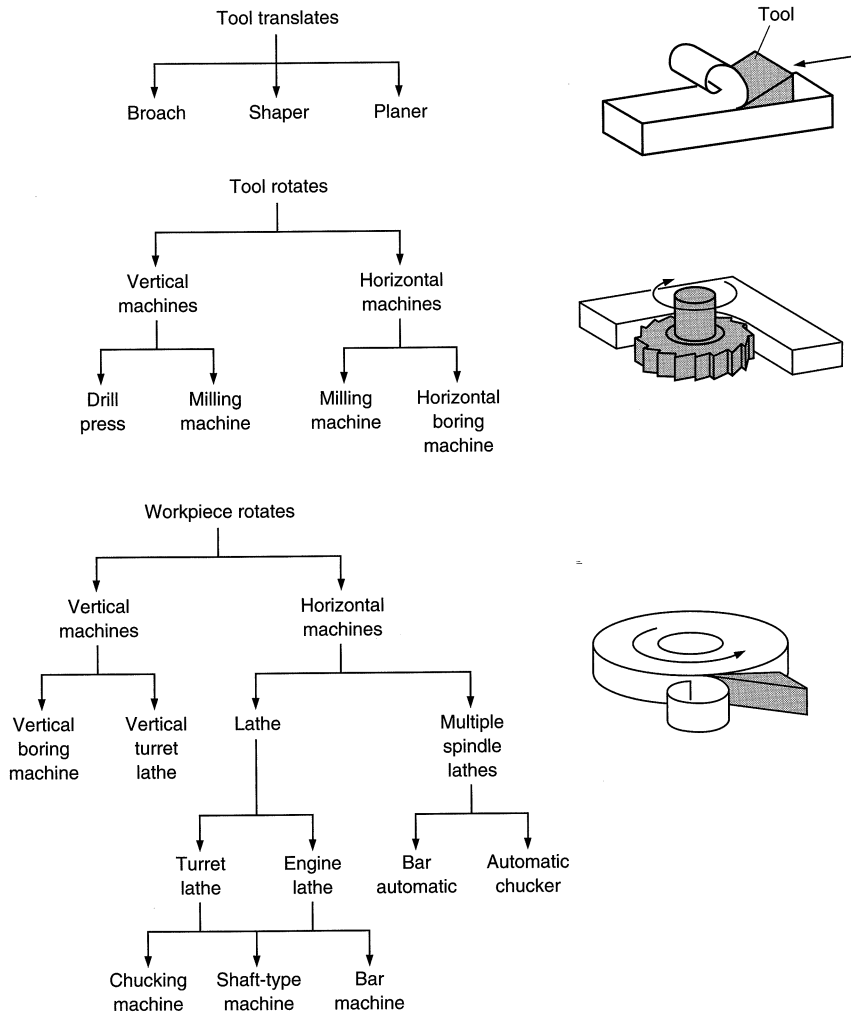 Tool translates
Tool
Broach
Shaper
Planer
Tool rotates
Vertical
machines
Horizontal
machines
Drill
press
Milling
machine
Milling
machine
Horizontal
boring
machine
Workpiece rotates
Vertical
machines
Horizontal
machines
Vertical
boring
machine
Vertical
turret
lathe
Lathe
Multiple
spindle
lathes
Turret
lathe
Engine
lathe
Bar
automatic
Automatic
chucker
Chucking
machine
Shaft-type
machine
Bar
machine